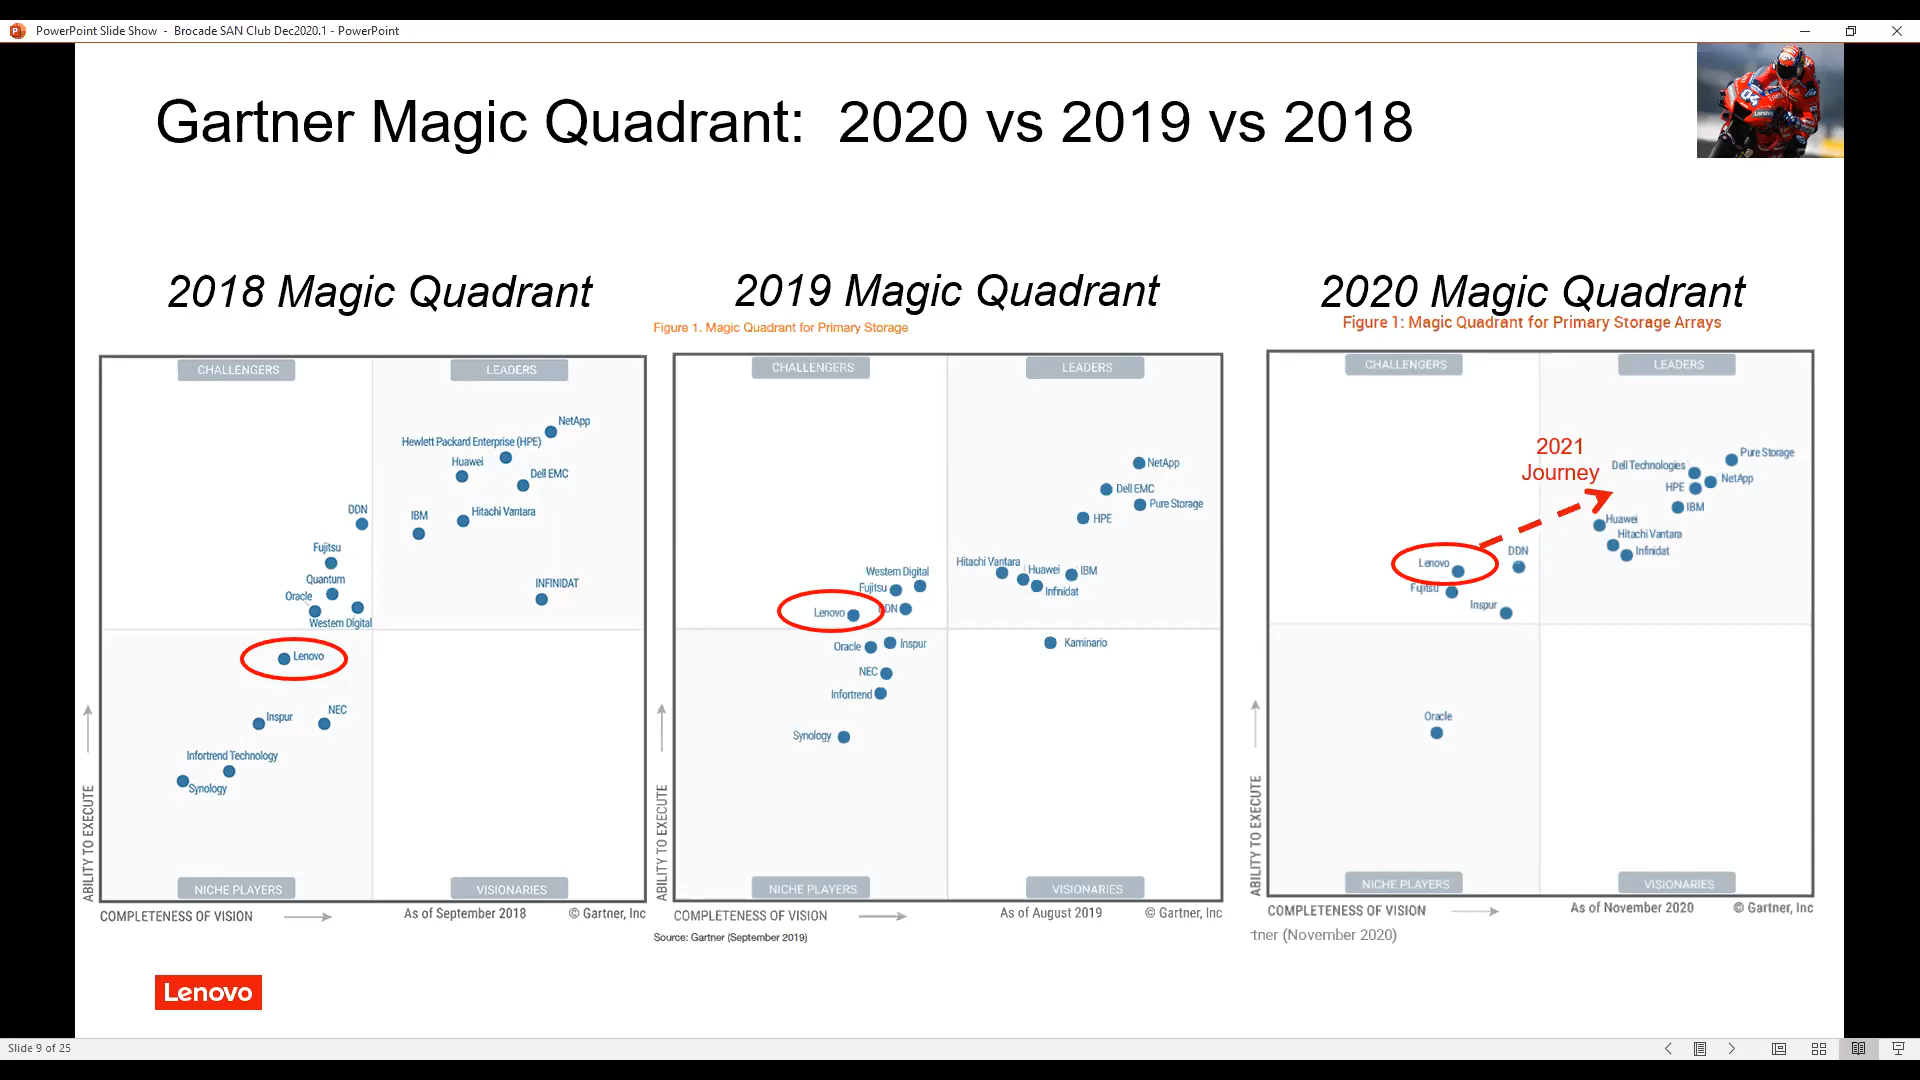 PowerPoint Slide Show - Brocade SAN Club Dec2020.1 - PowerPoint
Gartner Magic Quadrant: 2020 vs 2019 vs 2018
04
Lenovo
2018 Magic Quadrant
CHALLENGERS
LEADERS
NetApp
Hewlett Packard Enterprise (HPE)
Huawei
Dell EMC
DDN
IBM
Hitachi Vantara
Fujitsu
Quantum
INFINIDAT
Oracle
Western Digital
Lenovo
Inspur
NEC
Infortrend Technology
Synology
NICHE PLAYERS
VISIONARIES
ABILITY TO EXECUTE
COMPLETENESS OF VISION
As of September 2018
© Gartner, Inc
2019 Magic Quadrant
Figure 1. Magic Quadrant for Primary Storage
CHALLENGERS
LEADERS
NetApp
Dell EMC
Pure Storage
HPE
Hitachi Vantara
Huawei
IBM
Western Digital
Fujitsu
Infinidat
Lenovo
DDN
Oracle
Inspur
Kaminario
NEC
Infortrend
Synology
NICHE PLAYERS
VISIONARIES
ABILITY TO EXECUTE
COMPLETENESS OF VISION
As of August 2019
© Gartner, Inc
Source: Gartner (September 2019)
2020 Magic Quadrant
Figure 1: Magic Quadrant for Primary Storage Arrays
CHALLENGERS
LEADERS
2021
Journey
Pure Storage
Dell Technologies
NetApp
HPE
IBM
Huawei
Hitachi Vantara
Infinidat
DDN
Lenovo
Fujitsu
Inspur
Oracle
NICHE PLAYERS
VISIONARIES
ABILITY TO EXECUTE
COMPLETENESS OF VISION
As of November 2020
© Gartner, Inc
tner (November 2020)
Lenovo
Slide 9 of 25